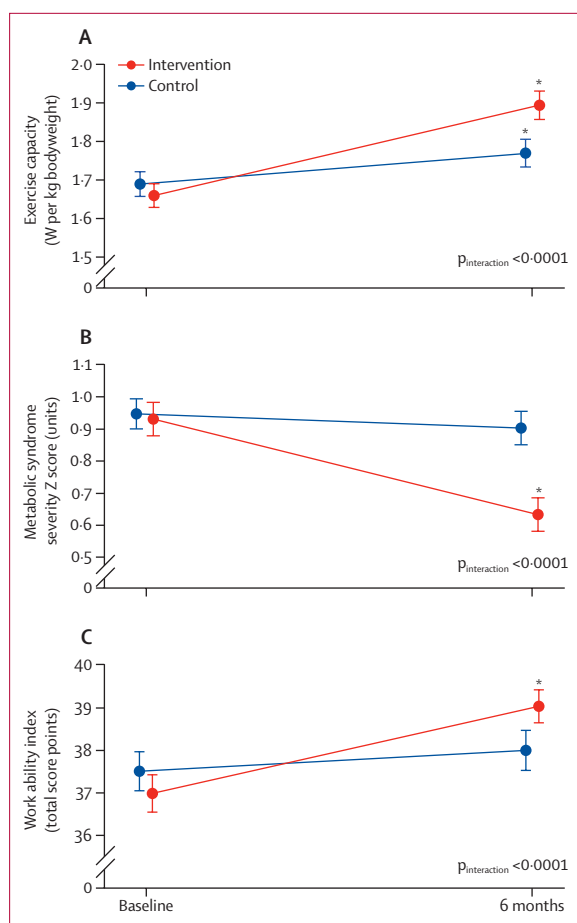 A
Intervention
Control
2·0
1·9
1·8
1·7
1·6
1·5
0
Exercise capacity
(W per kg bodyweight)
*
*
pinteraction <0·0001
B
1·1
1·0
0·9
0·8
0·7
0·6
0·5
0
Metabolic syndrome
severity Z score (units)
*
pinteraction <0·0001
C
40
39
38
37
36
0
Work ability index
(total score points)
*
pinteraction <0·0001
Baseline
6 months